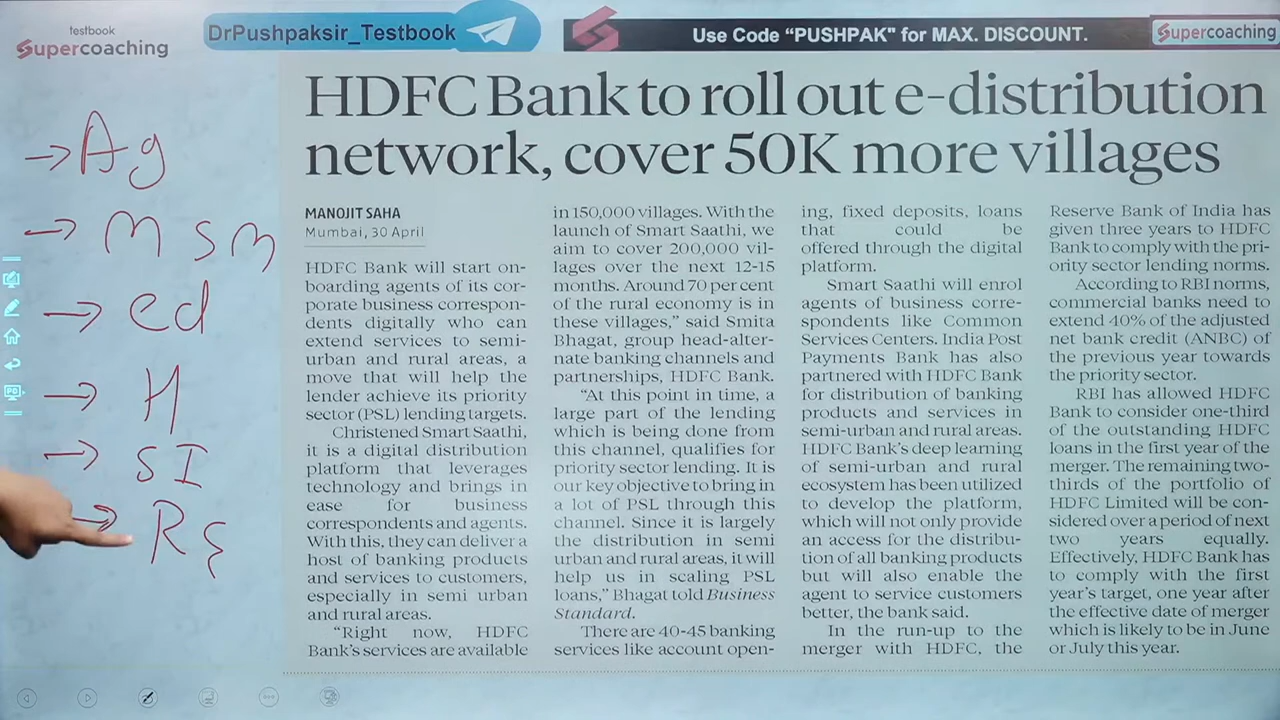 testbook
Supercoaching
DrPushpaksir_Testbook
Use Code “PUSHPAK" for MAX. DISCOUNT.
Supercoaching
HDFC Bank to roll out e-distribution
network, cover 50K more villages
→ Ag
→ M S M
→ ed
→ H
→ SI
→ RE
MANOJIT SAHA
Mumbai, 30 April
HDFC Bank will start on-
boarding agents of its cor-
porate business correspon-
dents digitally who can
extend services to semi-
urban and rural areas, a
move that will help the
lender achieve its priority
sector (PSL) lending targets.
Christened Smart Saathi,
it is a digital distribution
platform that leverages
technology and brings in
ease for business
correspondents and agents.
With this, they can deliver a
host of banking products
and services to customers,
especially in semi urban
and rural areas.
“Right now, HDFC
Bank’s services are available
in 150,000 villages. With the
launch of Smart Saathi, we
aim to cover 200,000 vil-
lages over the next 12-15
months. Around 70 per cent
of the rural economy is in
these villages,” said Smita
Bhagat, group head-alter-
nate banking channels and
partnerships, HDFC Bank.
“At this point in time, a
large part of the lending
which is being done from
this channel, qualifies for
priority sector lending. It is
our key objective to bring in
a lot of PSL through this
channel. Since it is largely
the distribution in semi
urban and rural areas, it will
help us in scaling PSL
loans,” Bhagat told Business
Standard.
There are 40-45 banking
services like account open-
ing, fixed deposits, loans
that could be
offered through the digital
platform.
Smart Saathi will enrol
agents of business corre-
spondents like Common
Services Centers. India Post
Payments Bank has also
partnered with HDFC Bank
for distribution of banking
products and services in
semi-urban and rural areas.
HDFC Bank’s deep learning
of semi-urban and rural
ecosystem has been utilized
to develop the platform,
which will not only provide
an access for the distribu-
tion of all banking products
but will also enable the
agent to service customers
better, the bank said.
In the run-up to the
merger with HDFC, the
Reserve Bank of India has
given three years to HDFC
Bank to comply with the pri-
ority sector lending norms.
According to RBI norms,
commercial banks need to
extend 40% of the adjusted
net bank credit (ANBC) of
the previous year towards
the priority sector.
RBI has allowed HDFC
Bank to consider one-third
of the outstanding HDFC
loans in the first year of the
merger. The remaining two-
thirds of the portfolio of
HDFC Limited will be con-
sidered over a period of next
two years equally.
Effectively, HDFC Bank has
to comply with the first
year’s target, one year after
the effective date of merger
which is likely to be in June
or July this year.